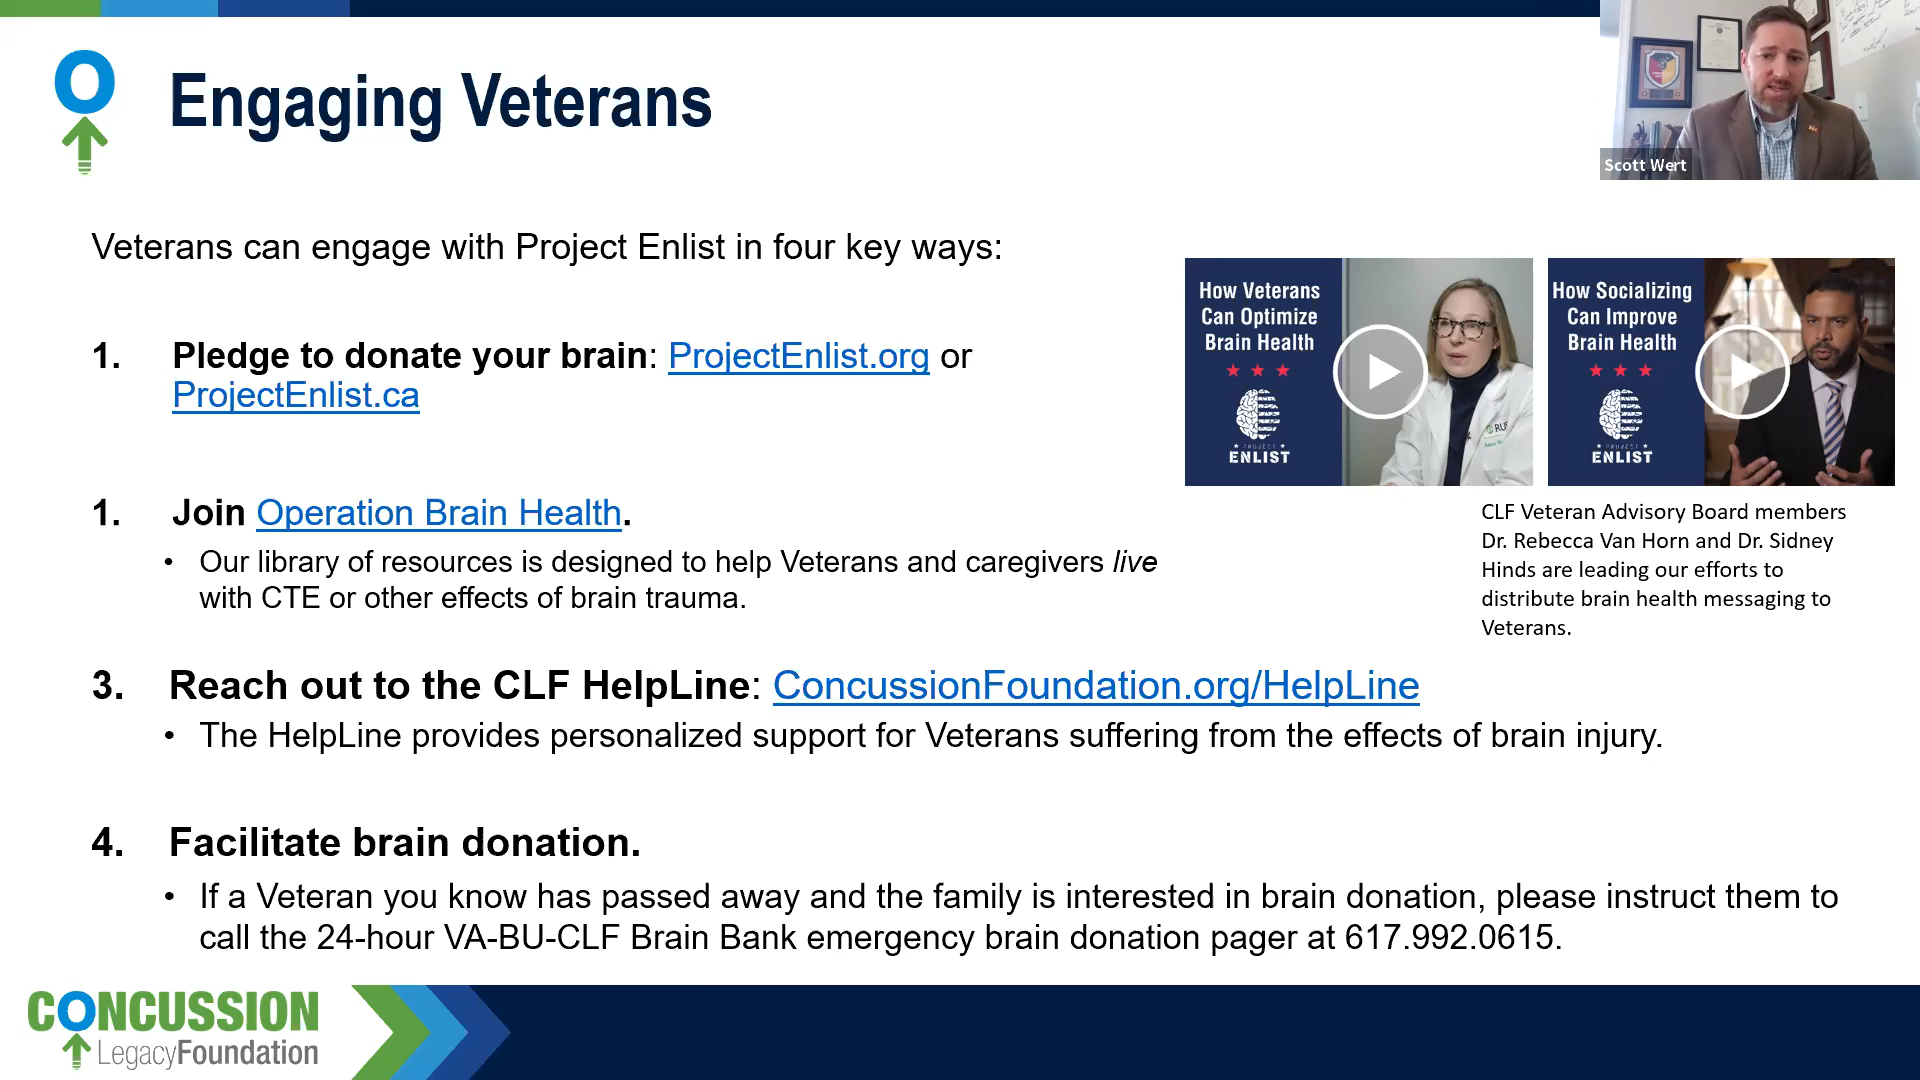 Engaging Veterans
Scott Wert
Veterans can engage with Project Enlist in four key ways:
1. Pledge to donate your brain: ProjectEnlist.org or
ProjectEnlist.ca
1. Join Operation Brain Health.
• Our library of resources is designed to help Veterans and caregivers live
with CTE or other effects of brain trauma.
How Veterans
Can Optimize
Brain Health
PROJECT
ENLIST
RUS
How Socializing
Can Improve
Brain Health
PROJECT
ENLIST
CLF Veteran Advisory Board members
Dr. Rebecca Van Horn and Dr. Sidney
Hinds are leading our efforts to
distribute brain health messaging to
Veterans.
3. Reach out to the CLF HelpLine: ConcussionFoundation.org/HelpLine
• The HelpLine provides personalized support for Veterans suffering from the effects of brain injury.
4. Facilitate brain donation.
• If a Veteran you know has passed away and the family is interested in brain donation, please instruct them to
call the 24-hour VA-BU-CLF Brain Bank emergency brain donation pager at 617.992.0615.
CONCUSSION
LegacyFoundation